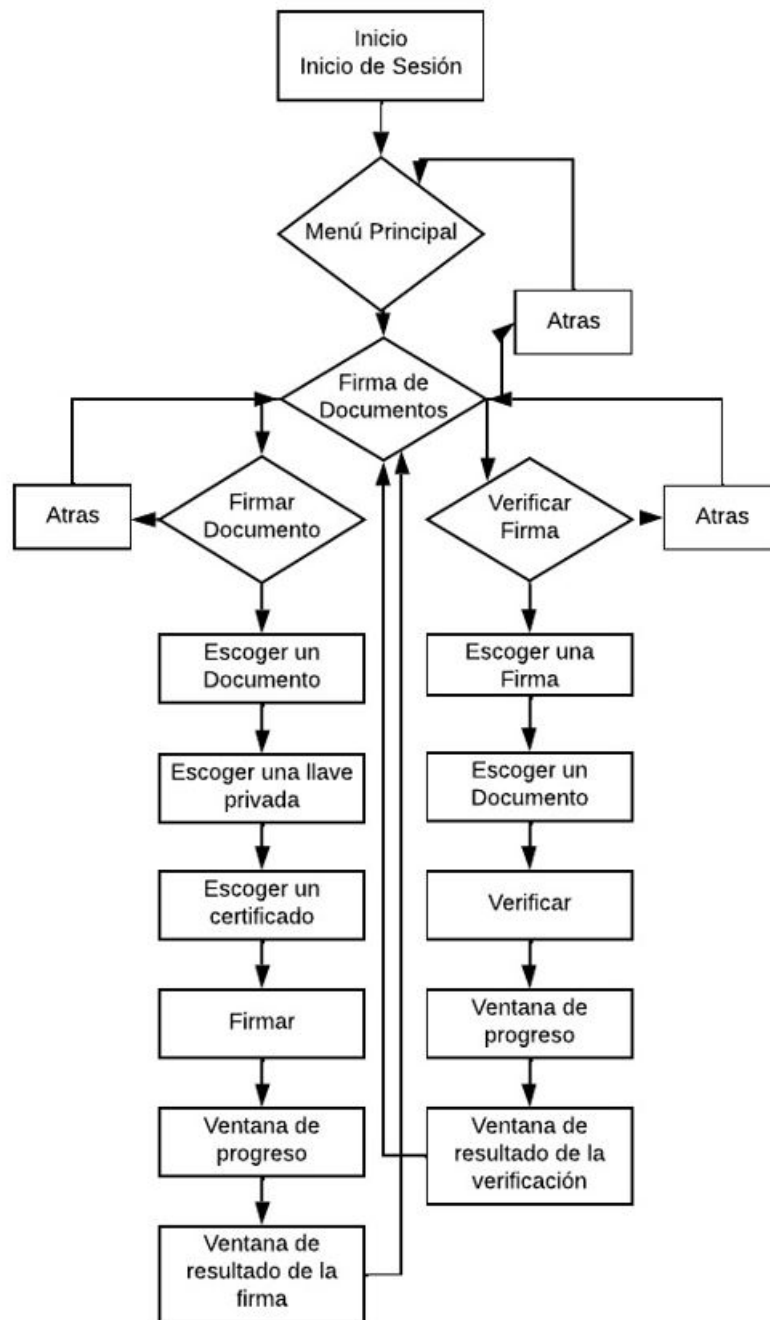 Inicio
Inicio de Sesión
Menú Principal
Atras
Firma de
Documentos
Atras
Firmar
Documento
Verificar
Firma
Atras
Escoger un
Documento
Escoger una
Firma
Escoger una llave
privada
Escoger un
Documento
Escoger un
certificado
Verificar
Firmar
Ventana de
progreso
Ventana de
progreso
Ventana de
resultado de la
verificación
Ventana de
resultado de la
firma